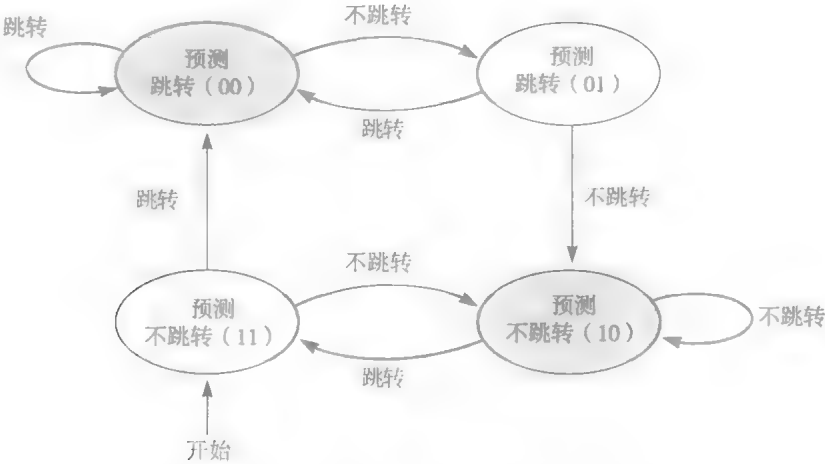 跳转
不跳转
预测
跳转（00）
预测
跳转（01）
跳转
跳转
不跳转
不跳转
预测
不跳转（11）
预测
不跳转（10）
不跳转
跳转
开始